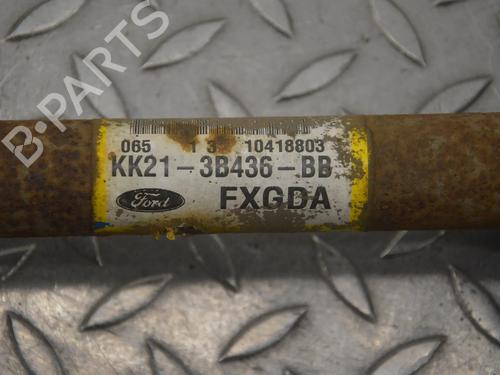 B-PARTS
065 1 3 10418803
KK21-3B436-BB
Ford FXGDA